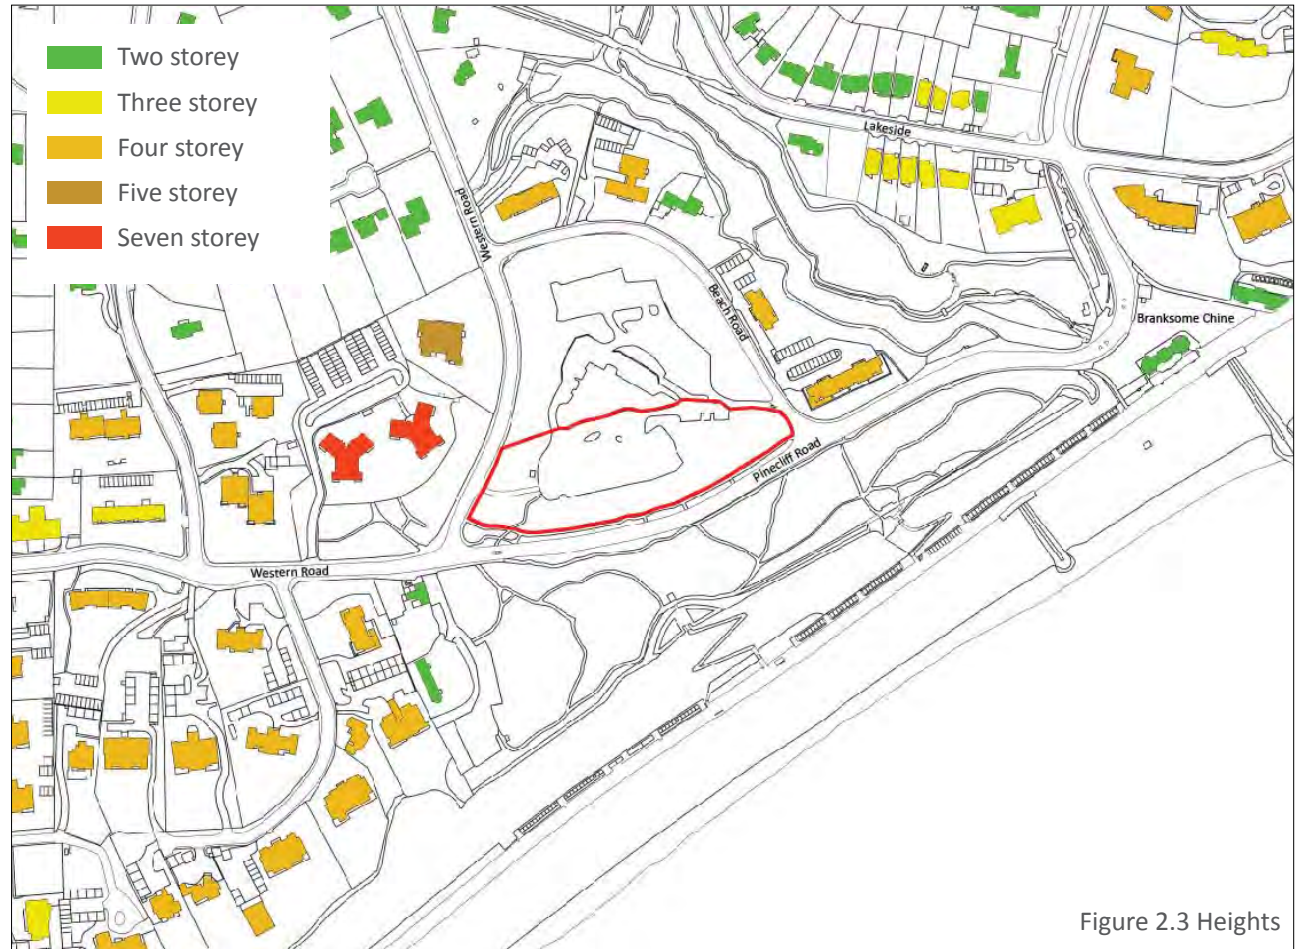 Two storey
Three storey
Four storey
Five storey
Seven storey
Lakeside
Western Road
Beach Road
Branksome Chine
Pinecliff Road
Western Road
Figure 2.3 Heights